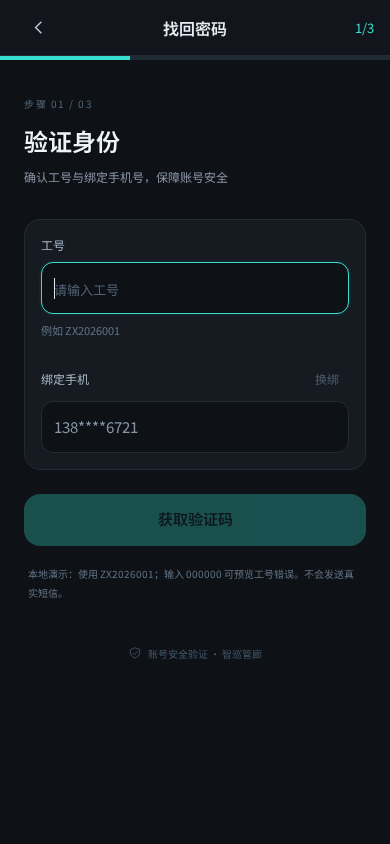 找回密码
1/3
步骤 01 / 03
验证身份
确认工号与绑定手机号，保障账号安全
工号
请输入工号
例如 ZX2026001
绑定手机
换绑
138****6721
获取验证码
本地演示：使用 ZX2026001；输入 000000 可预览工号错误。不会发送真
实短信。
账号安全验证 · 智巡管廊